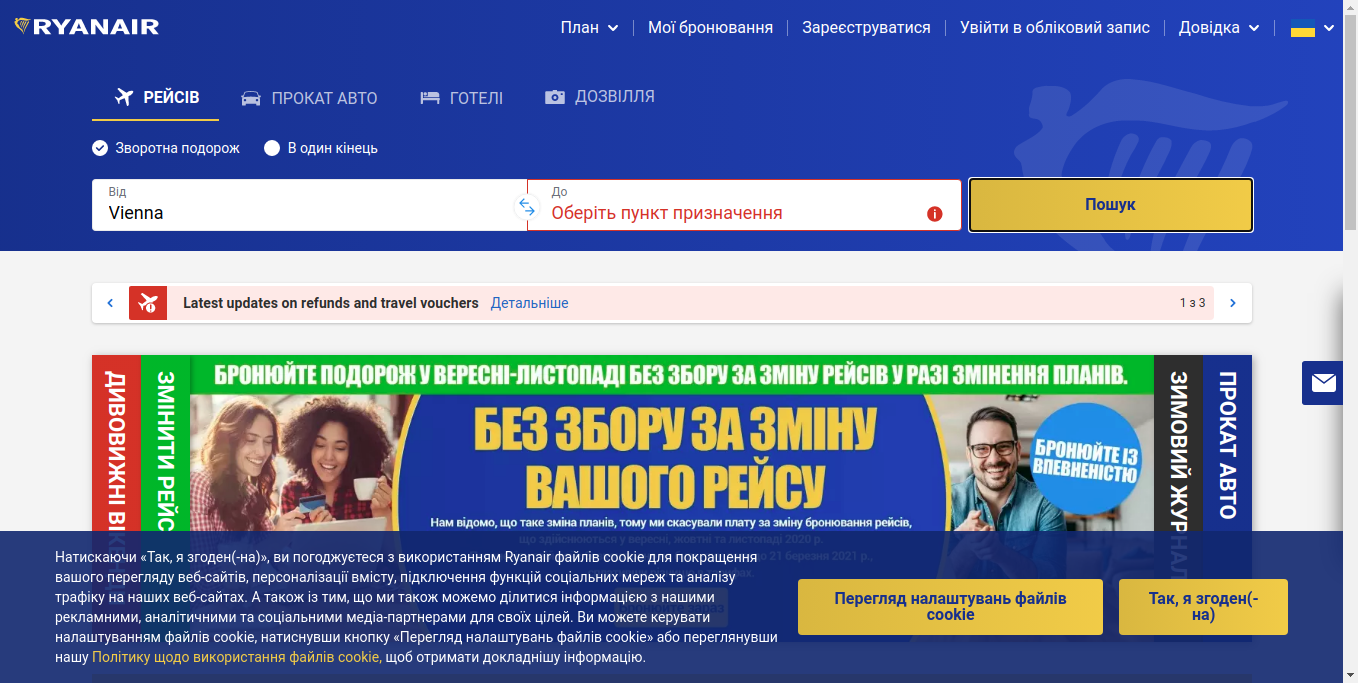 RYANAIR
План
Мої бронювання
Зареєструватися
Увійти в обліковий запис
Довідка
РЕЙСІВ
ПРОКАТ АВТО
ГОТЕЛІ
ДОЗВІЛЛЯ
Зворотна подорож
В один кінець
Від
Vienna
До
Оберіть пункт призначення
Пошук
Latest updates on refunds and travel vouchers Детальніше
1 з 3
ДИВОВИЖНІ
ЗМІНИТИ РЕЙС
БРОНЮЙТЕ ПОДОРОЖ У ВЕРЕСНІ-ЛИСТОПАДІ БЕЗ ЗБОРУ ЗА ЗМІНУ РЕЙСІВ У РАЗІ ЗМІНЕННЯ ПЛАНІВ.
БЕЗ ЗБОРУ ЗА ЗМІНУ
ВАШОГО РЕЙСУ
Нам відомо, що таке зміна планів, тому ми скасували плату за зміну бронювання рейсів,
що здійснюються у вересні, жовтні та листопаді 2020 р.
до 21 березня 2021 р.,
БРОНЮЙТЕ ІЗ
ВПЕВНЕНІСТЮ
ЗИМОВИЙ ЖУРНАЛ
ПРОКАТ АВТО
Натискаючи «Так, я згоден(-на)», ви погоджуєтеся з використанням Ryanair файлів cookie для покращення
вашого перегляду веб-сайтів, персоналізації вмісту, підключення функцій соціальних мереж та аналізу
трафіку на наших веб-сайтах. А також із тим, що ми також можемо ділитися інформацією з нашими
рекламними, аналітичними та соціальними медіа-партнерами для своїх цілей. Ви можете керувати
налаштуванням файлів cookie, натиснувши кнопку «Перегляд налаштувань файлів cookie» або переглянувши
нашу Політику щодо використання файлів cookie, щоб отримати докладнішу інформацію.
Перегляд налаштувань файлів
cookie
Так, я згоден(-
на)